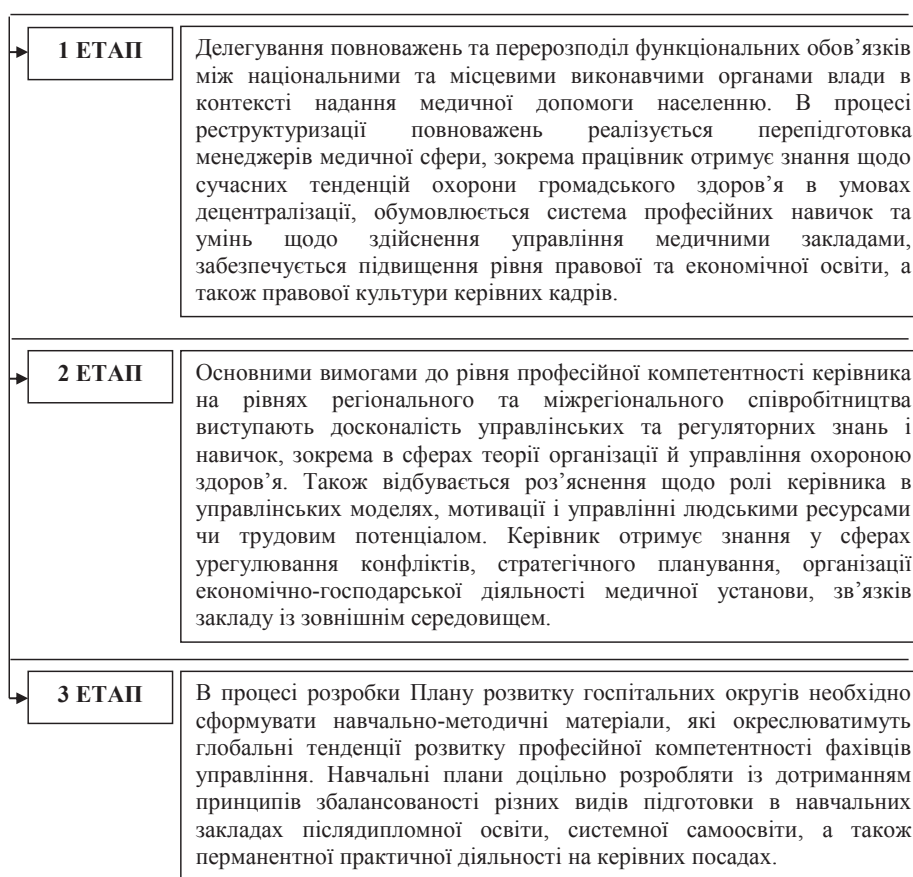 1 ЕТАП
Делегування повноважень та перерозподіл функціональних обов’язків
між національними та місцевими виконавчими органами влади в
контексті надання медичної допомоги населенню. В процесі
реструктуризації повноважень реалізується перепідготовка
менеджерів медичної сфери, зокрема працівник отримує знання щодо
сучасних тенденцій охорони громадського здоров’я в умовах
децентралізації, обумовлюється система професійних навичок та
умінь щодо здійснення управління медичними закладами,
забезпечується підвищення рівня правової та економічної освіти, а
також правової культури керівних кадрів.
2 ЕТАП
Основними вимогами до рівня професійної компетентності керівника
на рівнях регіонального та міжрегіонального співробітництва
виступають досконалість управлінських та регуляторних знань і
навичок, зокрема в сферах теорії організації й управління охороною
здоров’я. Також відбувається роз’яснення щодо ролі керівника в
управлінських моделях, мотивації і управлінні людськими ресурсами
чи трудовим потенціалом. Керівник отримує знання у сферах
урегулювання конфліктів, стратегічного планування, організації
економічно-господарської діяльності медичної установи, зв’язків
закладу із зовнішнім середовищем.
3 ЕТАП
В процесі розробки Плану розвитку госпітальних округів необхідно
сформувати навчально-методичні матеріали, які окреслюватимуть
глобальні тенденції розвитку професійної компетентності фахівців
управління. Навчальні плани доцільно розробляти із дотриманням
принципів збалансованості різних видів підготовки в навчальних
закладах післядипломної освіти, системної самоосвіти, а також
перманентної практичної діяльності на керівних посадах.